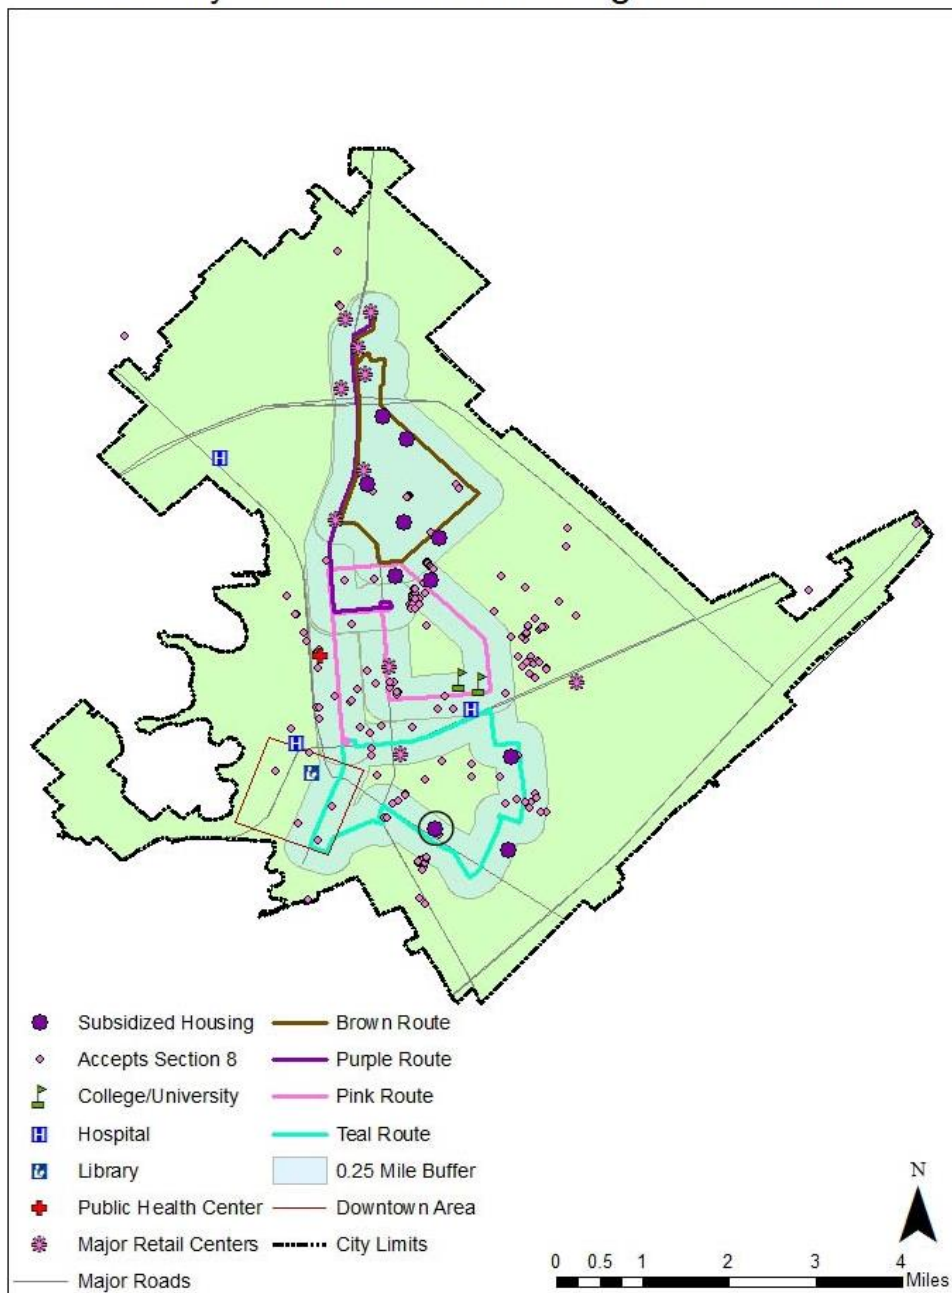 Subsidized Housing
Brown Route
Accepts Section 8
Purple Route
College/University
Pink Route
Hospital
Teal Route
Library
0.25 Mile Buffer
Public Health Center
Downtown Area
Major Retail Centers
City Limits
Major Roads
N
0 0.5 1 2 3 4
Miles
H
H
H
H